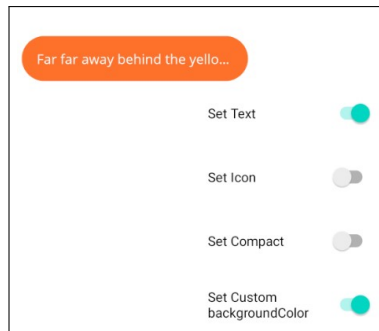 Far far away behind the yello...
Set Text
Set Icon
Set Compact
Set Custom
backgroundColor